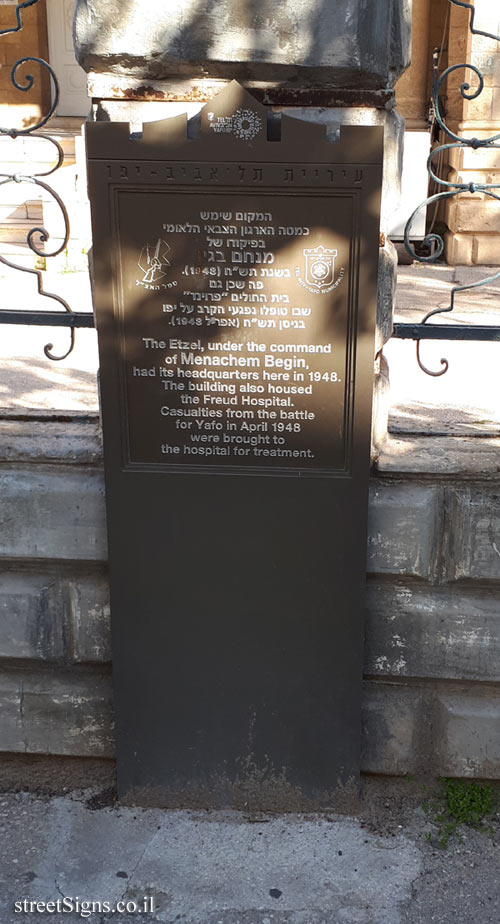 עיריית תל-אביב-יפו
המקום שימש
כמטה הארגון הצבאי הלאומי
בפיקודו של
מנחם בגין
בשנת תש"ח (1948).
פה שכן גם
בית החולים "פרויד"
שבו טופלו נפגעי הקרב על יפו
בניסן תש"ח (אפריל 1948).
The Etzel, under the command
of Menachem Begin,
had its headquarters here in 1948.
The building also housed
the Freud Hospital.
Casualties from the battle
for Yafo in April 1948
were brought to
the hospital for treatment.
streetSigns.co.il